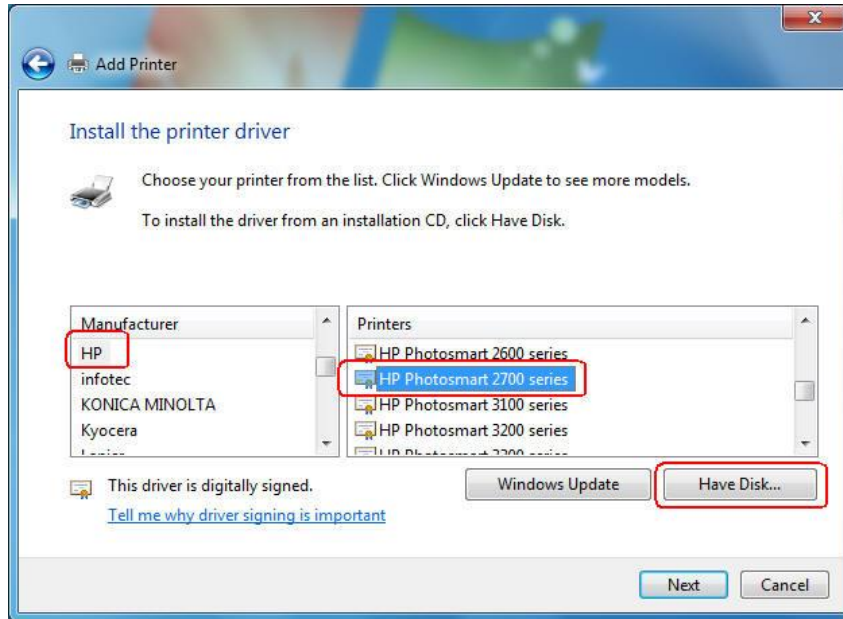 Add Printer
Install the printer driver
Choose your printer from the list. Click Windows Update to see more models.
To install the driver from an installation CD, click Have Disk.
Manufacturer
HP
infotec
KONICA MINOLTA
Kyocera
Printers
HP Photosmart 2600 series
HP Photosmart 2700 series
HP Photosmart 3100 series
HP Photosmart 3200 series
This driver is digitally signed.
Tell me why driver signing is important
Windows Update
Have Disk...
Next
Cancel